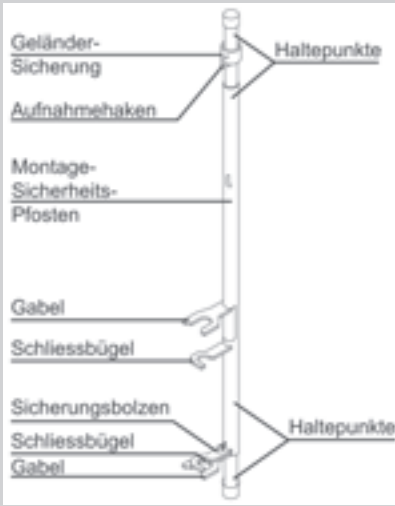 Geländer-
Sicherung
Haltepunkte
Aufnahmehaken
Montage-
Sicherheits-
Pfosten
Gabel
Schliessbügel
Sicherungsbolzen
Haltepunkte
Schliessbügel
Gabel